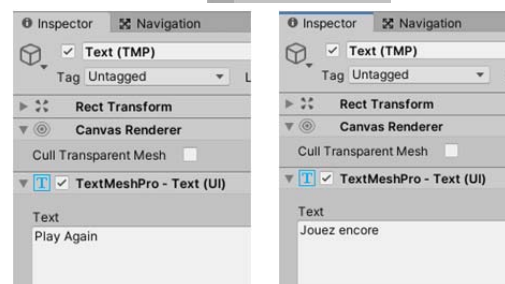 Inspector Navigation
Text (TMP)
Tag Untagged L
Rect Transform
Canvas Renderer
Cull Transparent Mesh
T TextMeshPro - Text (UI)
Text
Play Again
Inspector Navigation
Text (TMP)
Tag Untagged
Rect Transform
Canvas Renderer
Cull Transparent Mesh
T TextMeshPro - Text (UI)
Text
Jouez encore